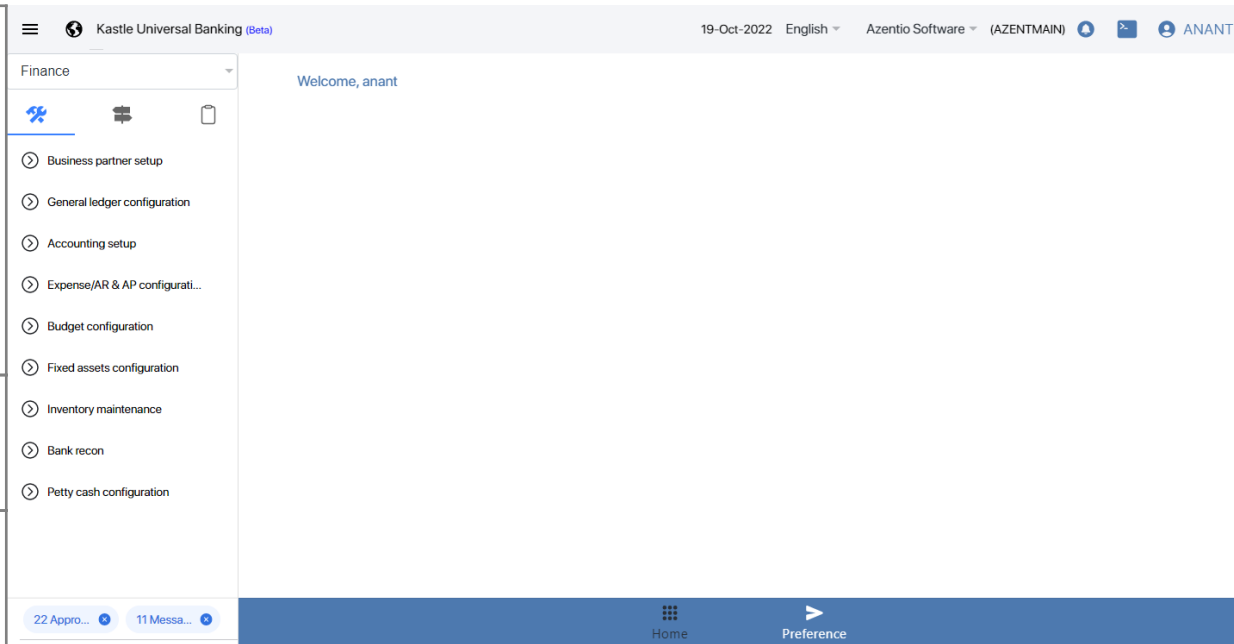 Kastle Universal Banking (Beta)
19-Oct-2022 English Azentio Software (AZENTMAIN) ANANT
Finance
Welcome, anant
Business partner setup
General ledger configuration
Accounting setup
Expense/AR & AP configurati...
Budget configuration
Fixed assets configuration
Inventory maintenance
Bank recon
Petty cash configuration
22 Appro... 11 Messa...
Home Preference